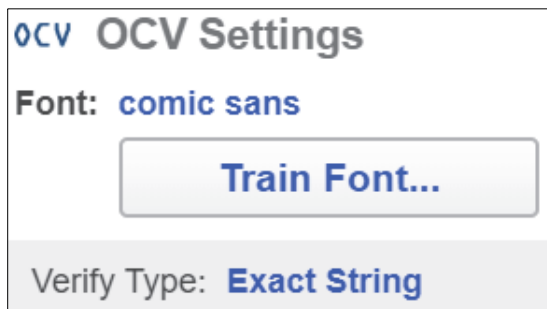 OCV OCV Settings
Font: comic sans
Train Font...
Verify Type: Exact String